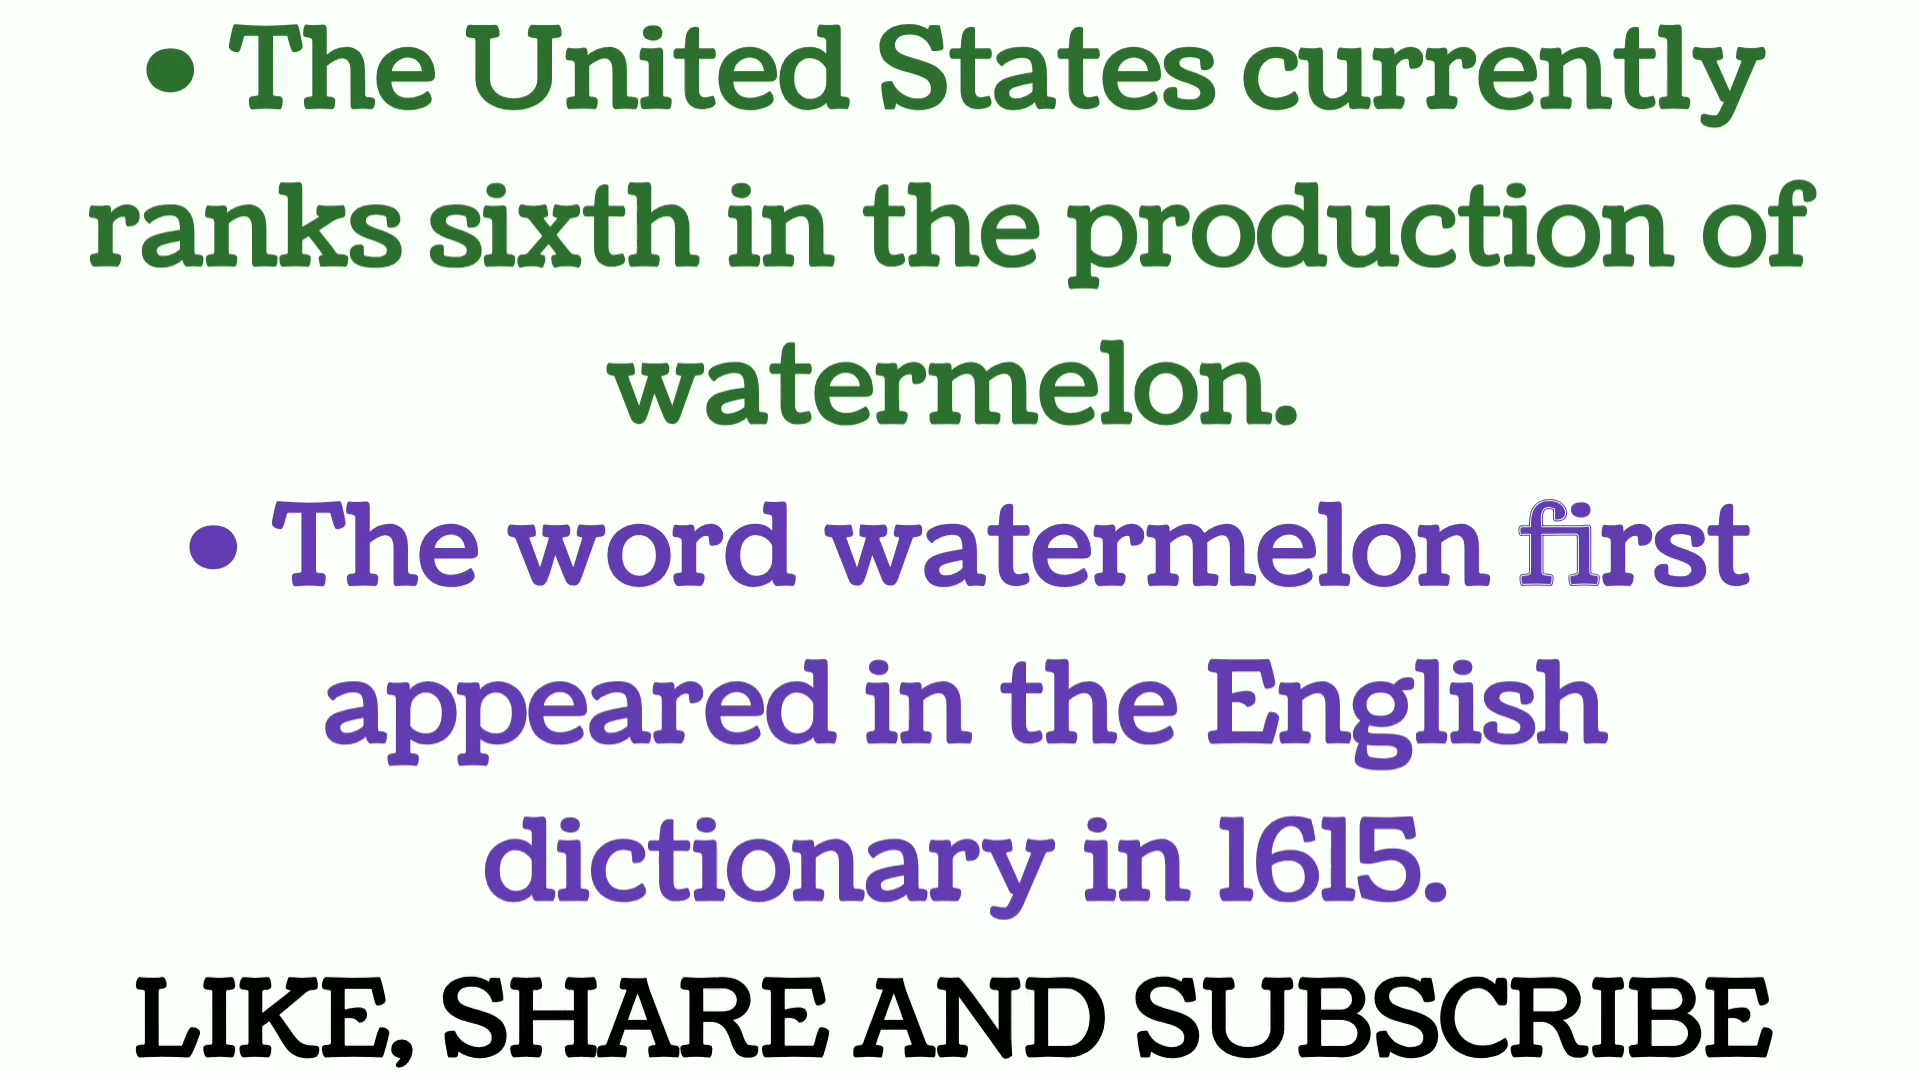 • The United States currently
ranks sixth in the production of
watermelon.
• The word watermelon first
appeared in the English
dictionary in 1615.
LIKE, SHARE AND SUBSCRIBE